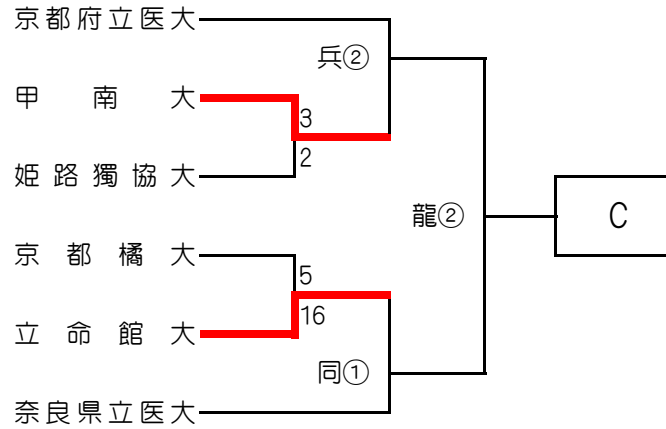 京都府立医大
兵②
甲南大
3
2
姫路獨協大
龍②
C
京都橘大
5
16
立命館大
同①
奈良県立医大